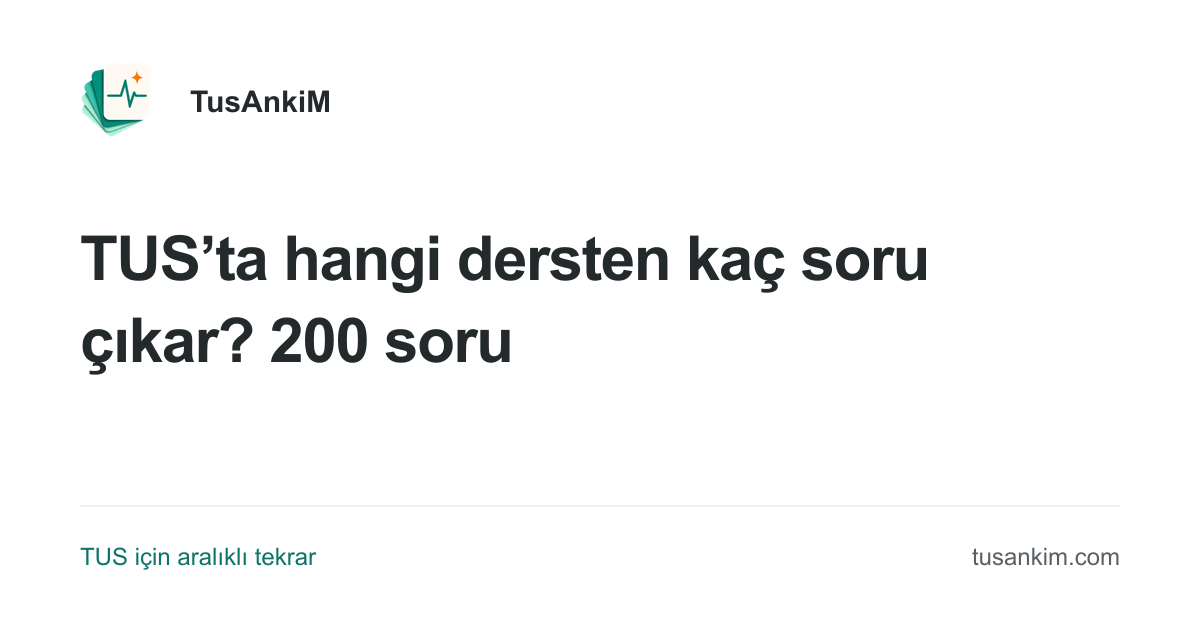 TusAnkiM
TUS’ta hangi dersten kaç soru
çıkar? 200 soru
TUS için aralıklı tekrar
tusankim.com